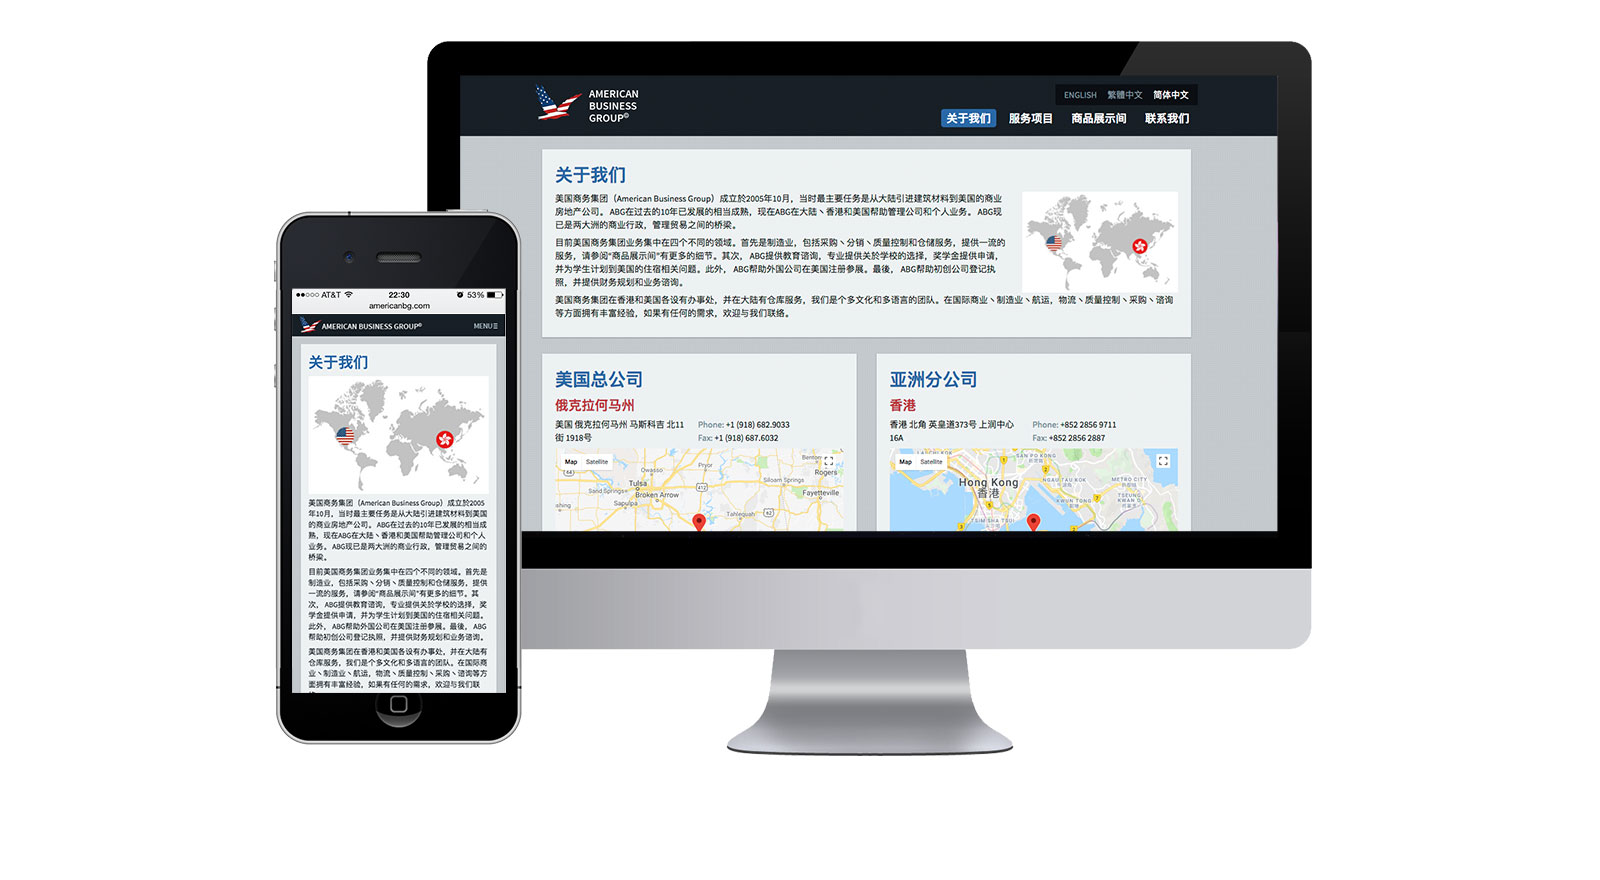 AMERICAN
BUSINESS
GROUP®
ENGLISH 繁體中文 简体中文
关于我们 服务项目 商品展示间 联系我们
关于我们
美国商务集团（American Business Group）成立於2005年10月，当时最主要任务是从大陆引进建筑材料到美国的商业
房地产公司。 ABG在过去的10年已发展的相当成熟，现在ABG在大陆丶香港和美国帮助管理公司和个人业务。 ABG现
已是两大洲的商业行政，管理贸易之间的桥梁。
目前美国商务集团业务集中在四个不同的领域。首先是制造业，包括采购丶分销丶质量控制和仓储服务，提供一流的
服务，请参阅“商品展示间”有更多的细节。其次， ABG提供教育谘询，专业提供关於学校的选择，奖学金提供申请，
并为学生计划到美国的住宿相关问题。此外， ABG帮助外国公司在美国注册参展。最後， ABG帮助初创公司登记执
照，并提供财务规划和业务谘询。
美国商务集团在香港和美国各设有办事处，并在大陆有仓库服务，我们是个多文化和多语言的团队。在国际商业丶制造业丶航运，物流丶质量控制丶采购丶谘询
等方面拥有丰富经验，如果有任何的需求，欢迎与我们联络。
美国总公司
俄克拉何马州
美国 俄克拉何马州 马斯科吉 北11
街 1918号
Phone: +1 (918) 682.9033
Fax: +1 (918) 687.6032
Map Satellite
Benton
Rogers
Pryor
Owasso
Siloam Springs
Tulsa
Sand Springs
Broken Arrow
412
Fayetteville
Sapulpa
Tahlequah
62
64
亚洲分公司
香港
香港 北角 英皇道373号 上润中心
16A
Phone: +852 2856 9711
Fax: +852 2856 2887
Map Satellite
SAN PO KONG
METRO CITY
NGAU TAU KOK
Hong Kong
香港
KWUN TONG
TSEUNG
KWAN O
TSIM SHA TSUI
AT&T 22:30 53%
americanbg.com
AMERICAN BUSINESS GROUP® MENU
关于我们
美国商务集团（American Business Group）成立於2005
年10月，当时最主要任务是从大陆引进建筑材料到美国
的商业房地产公司。 ABG在过去的10年已发展的相当成
熟，现在ABG在大陆丶香港和美国帮助管理公司和个人
业务。 ABG现已是两大洲的商业行政，管理贸易之间的
桥梁。
目前美国商务集团业务集中在四个不同的领域。首先是
制造业，包括采购丶分销丶质量控制和仓储服务，提供
一流的服务，请参阅“商品展示间”有更多的细节。其
次， ABG提供教育谘询，专业提供关於学校的选择，奖
学金提供申请，并为学生计划到美国的住宿相关问题。
此外， ABG帮助外国公司在美国注册参展。最後， ABG
帮助初创公司登记执照，并提供财务规划和业务谘询。
美国商务集团在香港和美国各设有办事处，并在大陆有
仓库服务，我们是个多文化和多语言的团队。在国际商
业丶制造业丶航运，物流丶质量控制丶采购丶谘询等方
面拥有丰富经验，如果有任何的需求，欢迎与我们联